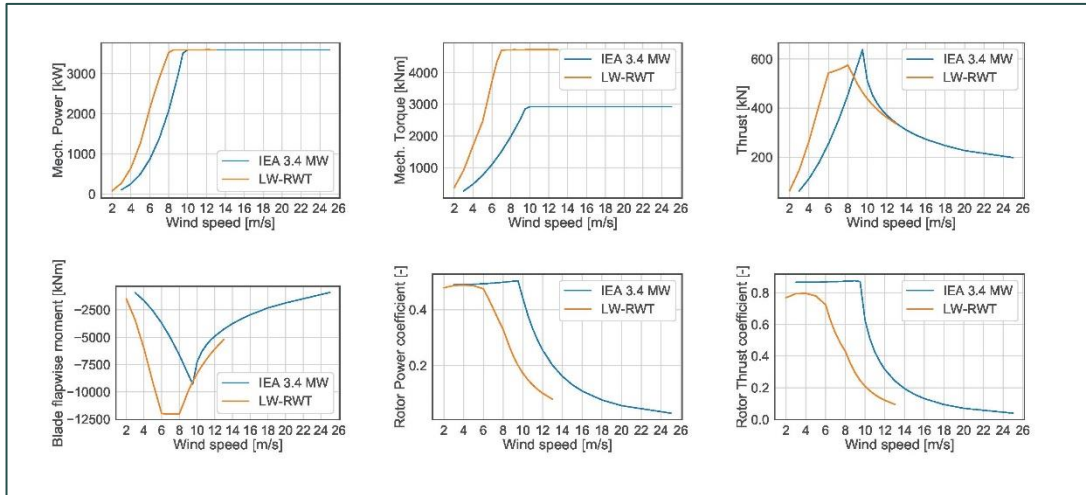 Mech. Power [kW]
3000
2000
1000
0
IEA 3.4 MW
LW-RWT
2 4 6 8 10 12 14 16 18 20 22 24 26
Wind speed [m/s]
Mech. Torque [kNm]
4000
3000
2000
1000
IEA 3.4 MW
LW-RWT
2 4 6 8 10 12 14 16 18 20 22 24 26
Wind speed [m/s]
Thrust [kN]
600
400
200
IEA 3.4 MW
LW-RWT
2 4 6 8 10 12 14 16 18 20 22 24 26
Wind speed [m/s]
Blade flapwise moment [kNm]
−2500
−5000
−7500
−10000
−12500
IEA 3.4 MW
LW-RWT
2 4 6 8 10 12 14 16 18 20 22 24 26
Wind speed [m/s]
Rotor Power coefficient [-]
0.4
0.2
IEA 3.4 MW
LW-RWT
2 4 6 8 10 12 14 16 18 20 22 24 26
Wind speed [m/s]
Rotor Thrust coefficient [-]
0.8
0.6
0.4
0.2
0.0
IEA 3.4 MW
LW-RWT
2 4 6 8 10 12 14 16 18 20 22 24 26
Wind speed [m/s]